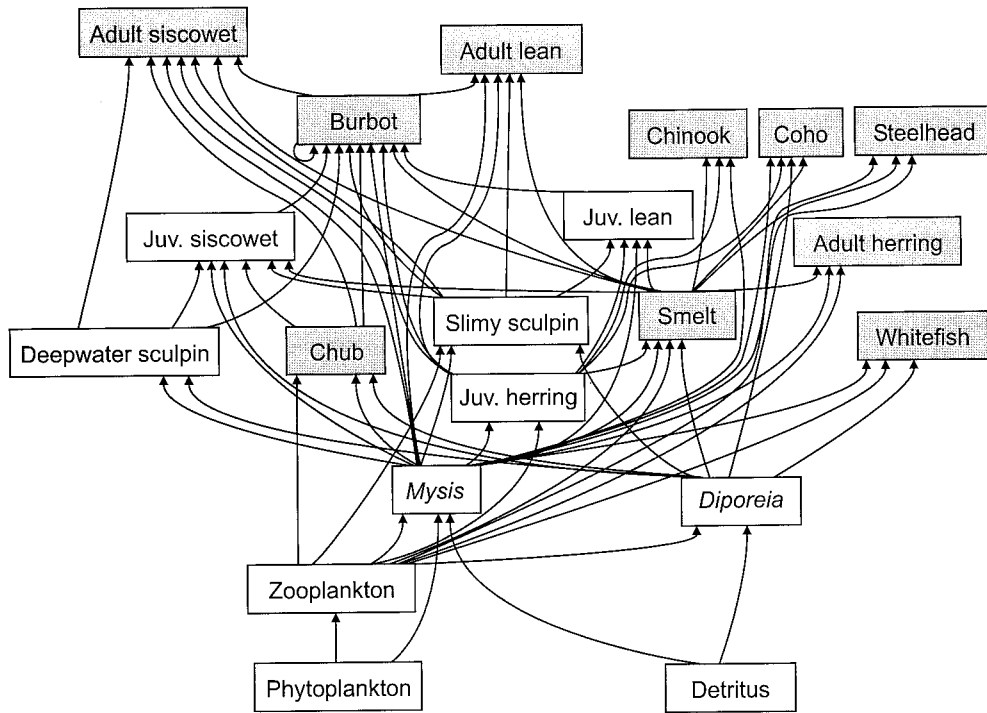 Adult siscowet
Adult lean
Burbot
Chinook
Coho
Steelhead
Juv. siscowet
Juv. lean
Adult herring
Deepwater sculpin
Chub
Slimy sculpin
Smelt
Whitefish
Juv. herring
Mysis
Diporeia
Zooplankton
Phytoplankton
Detritus